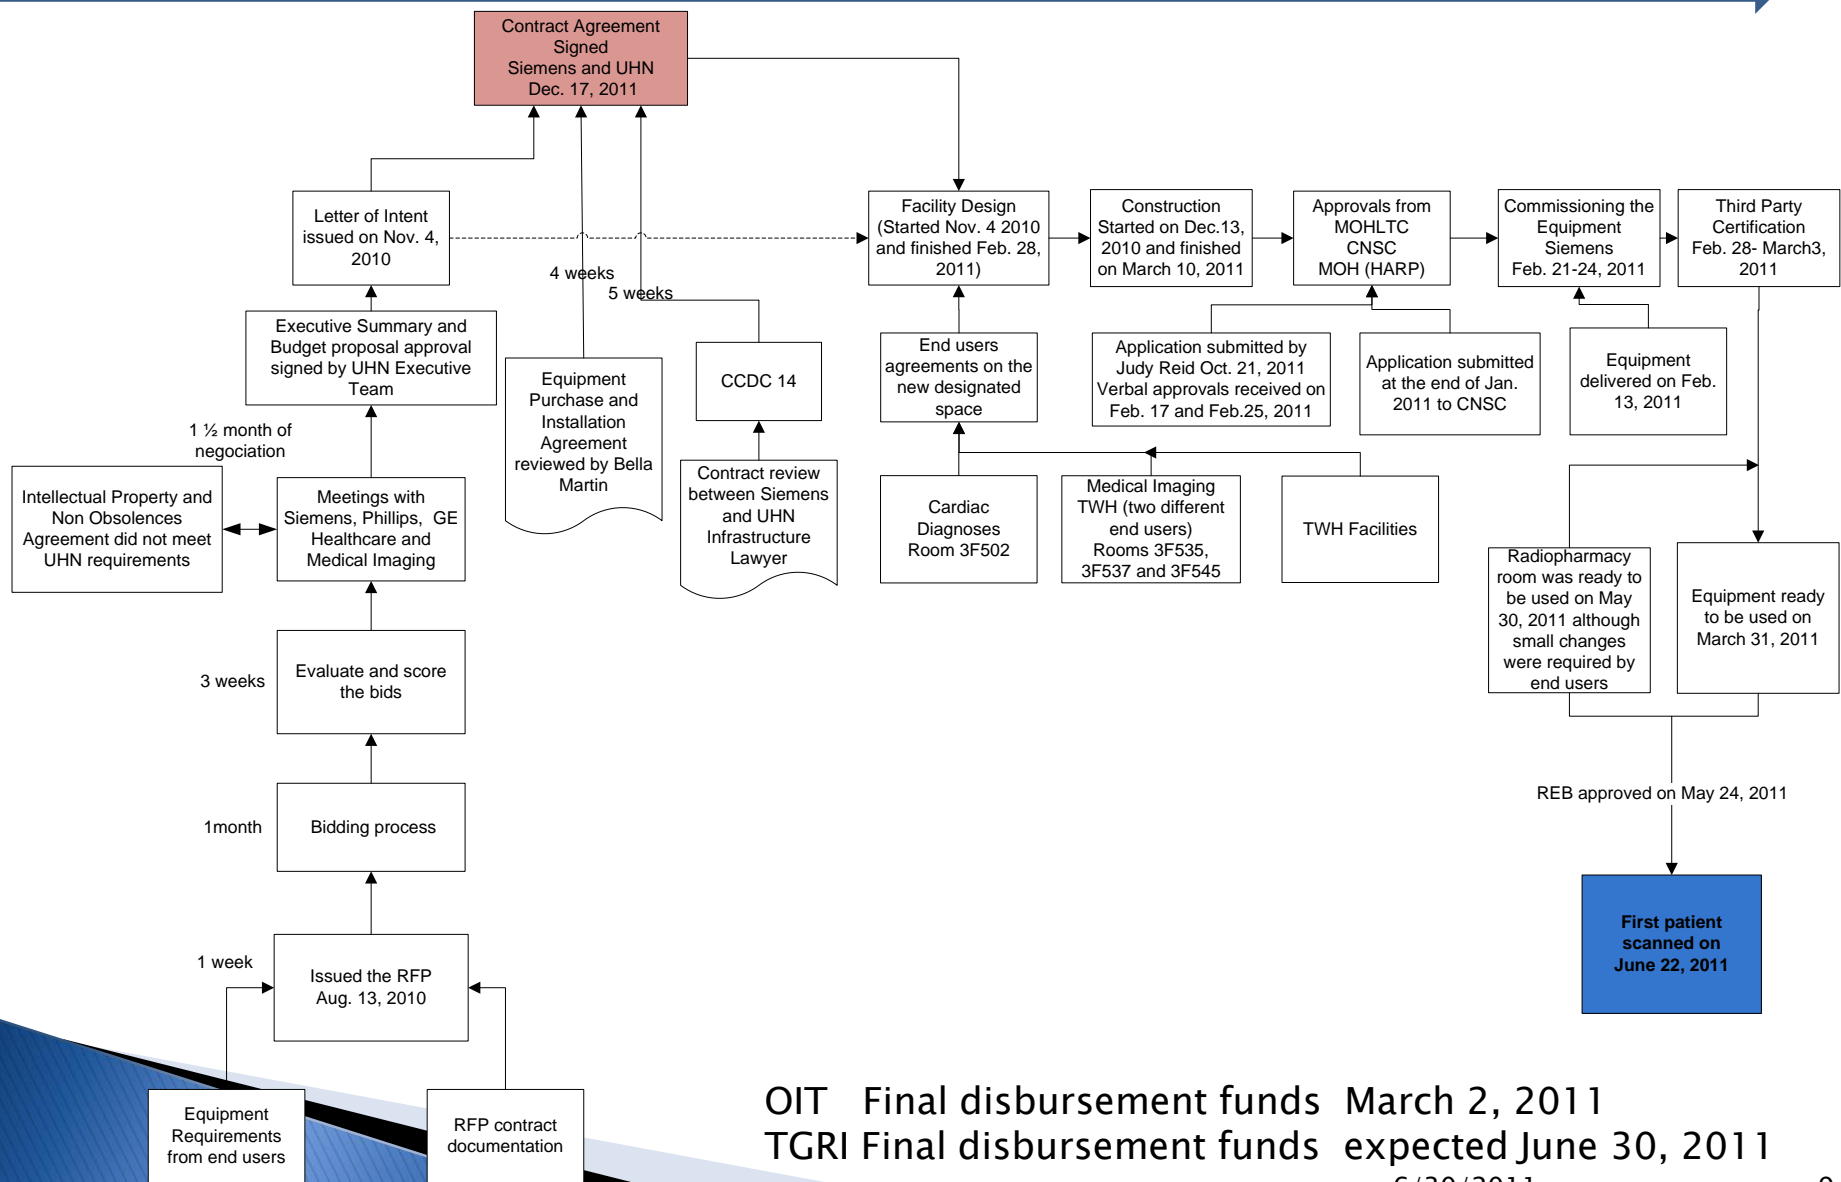 Contract Agreement
Signed
Siemens and UHN
Dec. 17, 2011
Letter of Intent
issued on Nov. 4,
2010
Facility Design
(Started Nov. 4 2010
and finished Feb. 28,
2011)
Construction
Started on Dec.13,
2010 and finished
on March 10, 2011
Approvals from
MOHLTC
CNSC
MOH (HARP)
Commissioning the
Equipment
Siemens
Feb. 21-24, 2011
Third Party
Certification
Feb. 28- March3,
2011
4 weeks
5 weeks
Executive Summary and
Budget proposal approval
signed by UHN Executive
Team
Equipment
Purchase and
Installation
Agreement
reviewed by Bella
Martin
CCDC 14
End users
agreements on the
new designated
space
Application submitted by
Judy Reid Oct. 21, 2011
Verbal approvals received on
Feb. 17 and Feb.25, 2011
Application submitted
at the end of Jan.
2011 to CNSC
Equipment
delivered on Feb.
13, 2011
1 ½ month of
negociation
Intellectual Property and
Non Obsolences
Agreement did not meet
UHN requirements
Meetings with
Siemens, Phillips,  GE
Healthcare and
Medical Imaging
Contract review
between Siemens
and UHN
Infrastructure
Lawyer
Cardiac
Diagnoses
Room 3F502
Medical Imaging
TWH (two different
end users)
Rooms 3F535,
3F537 and 3F545
TWH Facilities
Radiopharmacy
room was ready to
be used on May
30, 2011 although
small changes
were required by
end users
Equipment ready
to be used on
March 31, 2011
3 weeks
Evaluate and score
the bids
REB approved on May 24, 2011
1month
Bidding process
First patient
scanned on
June 22, 2011
1 week
Issued the RFP
Aug. 13, 2010
Equipment
Requirements
from end users
RFP contract
documentation
OIT Final disbursement funds March 2, 2011
TGRI Final disbursement funds expected June 30, 2011
6/30/2011